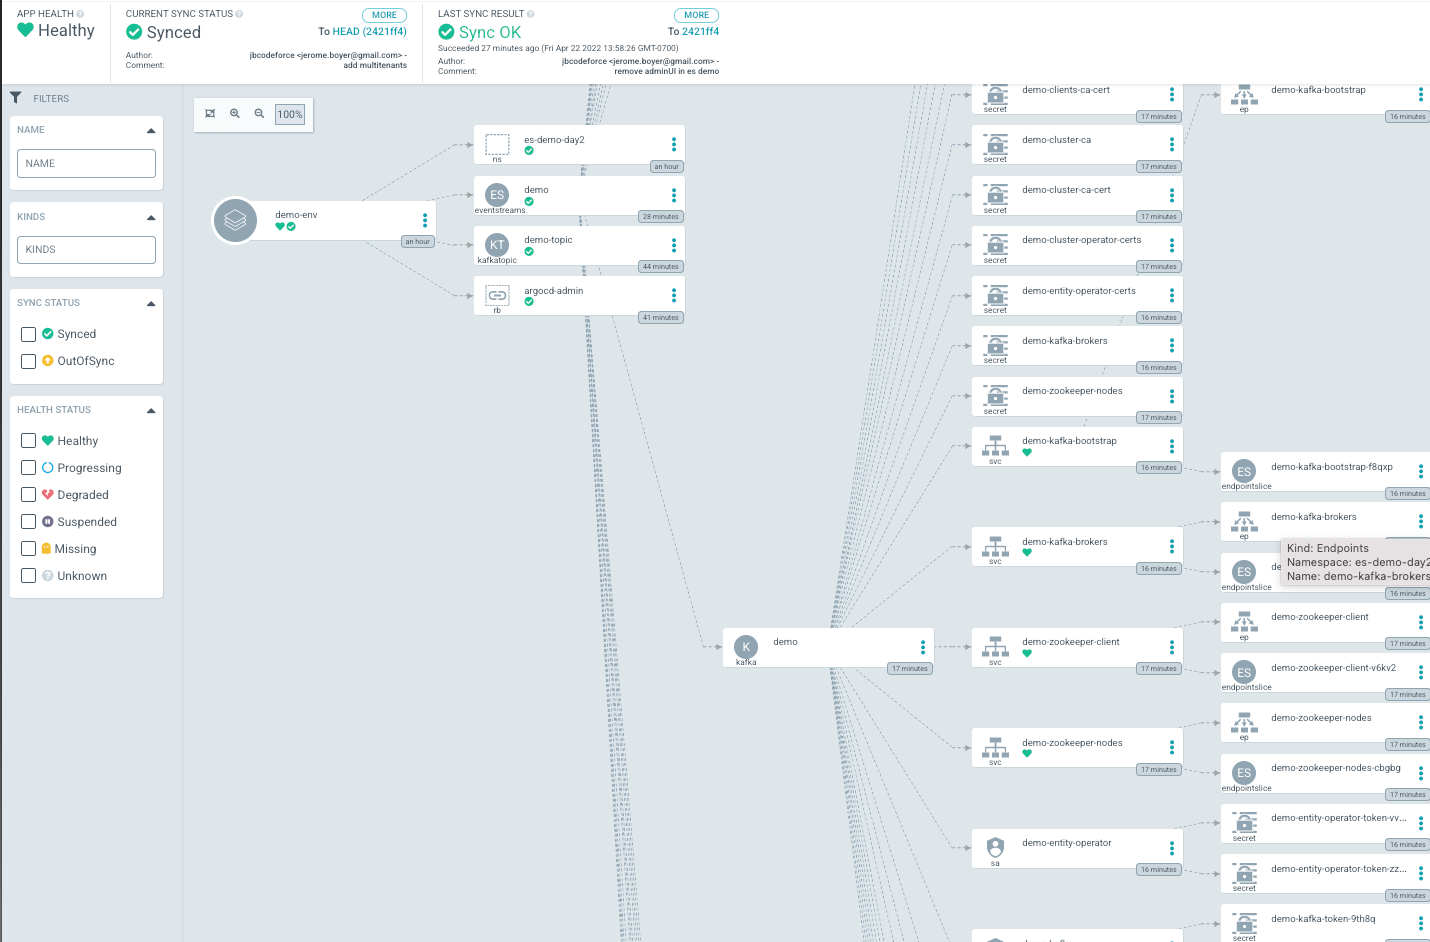 APP HEALTH
Healthy
CURRENT SYNC STATUS
MORE
Synced
To HEAD (2421ff4)
Author: jbcodeforce <jerome.boyer@gmail.com> -
Comment: add multitenants
LAST SYNC RESULT
MORE
Sync OK
To 2421ff4
Succeeded 27 minutes ago (Fri Apr 22 2022 13:58:26 GMT-0700)
Author: jbcodeforce <jerome.boyer@gmail.com> -
Comment: remove adminUI in es demo
FILTERS
NAME
NAME
KINDS
KINDS
SYNC STATUS
Synced
OutOfSync
HEALTH STATUS
Healthy
Progressing
Degraded
Suspended
Missing
Unknown
100%
demo-env
an hour
es-demo-day2
ns
an hour
ES
demo
eventstreams
28 minutes
KT
demo-topic
kafkatopic
44 minutes
argocd-admin
rb
41 minutes
K
demo
kafka
17 minutes
demo-clients-ca-cert
secret
17 minutes
demo-cluster-ca
secret
17 minutes
demo-cluster-ca-cert
secret
17 minutes
demo-cluster-operator-certs
secret
17 minutes
demo-entity-operator-certs
secret
16 minutes
demo-kafka-brokers
secret
16 minutes
demo-zookeeper-nodes
secret
17 minutes
demo-kafka-bootstrap
svc
16 minutes
demo-kafka-brokers
svc
16 minutes
demo-zookeeper-client
svc
17 minutes
demo-zookeeper-nodes
svc
17 minutes
demo-entity-operator
sa
16 minutes
demo-kafka-bootstrap
ep
16 minutes
ES
demo-kafka-bootstrap-f8qxp
endpointslice
16 minutes
demo-kafka-brokers
ep
Kind: Endpoints
Namespace: es-demo-day2
Name: demo-kafka-brokers
ES
de
endpointslice
16 minutes
demo-zookeeper-client
ep
17 minutes
ES
demo-zookeeper-client-v6kv2
endpointslice
17 minutes
demo-zookeeper-nodes
ep
17 minutes
ES
demo-zookeeper-nodes-cbgbg
endpointslice
17 minutes
demo-entity-operator-token-vv...
secret
16 minutes
demo-entity-operator-token-zz...
secret
16 minutes
demo-kafka-token-9th8q
secret